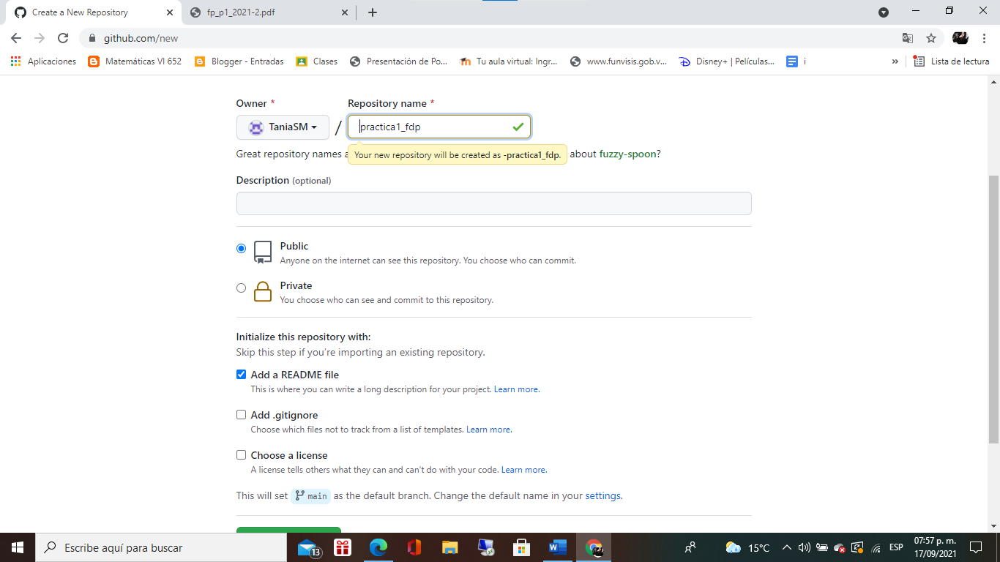 Create a New Repository
fp_p1_2021-2.pdf
github.com/new
Aplicaciones
Matemáticas VI 652
Blogger - Entradas
Clases
Presentación de Po...
Tu aula virtual: Ingr...
www.funvisis.gob.v...
Disney+ | Películas...
i
»
Lista de lectura
Owner *
Repository name *
TaniaSM
/
practica1_fdp
Great repository names a
Your new repository will be created as -practica1_fdp.
about fuzzy-spoon?
Description (optional)
Public
Anyone on the internet can see this repository. You choose who can commit.
Private
You choose who can see and commit to this repository.
Initialize this repository with:
Skip this step if you're importing an existing repository.
Add a README file
This is where you can write a long description for your project. Learn more.
Add .gitignore
Choose which files not to track from a list of templates. Learn more.
Choose a license
A license tells others what they can and can't do with your code. Learn more.
This will set main as the default branch. Change the default name in your settings.
Escribe aquí para buscar
13
15°C
ESP
07:57 p. m.
17/09/2021